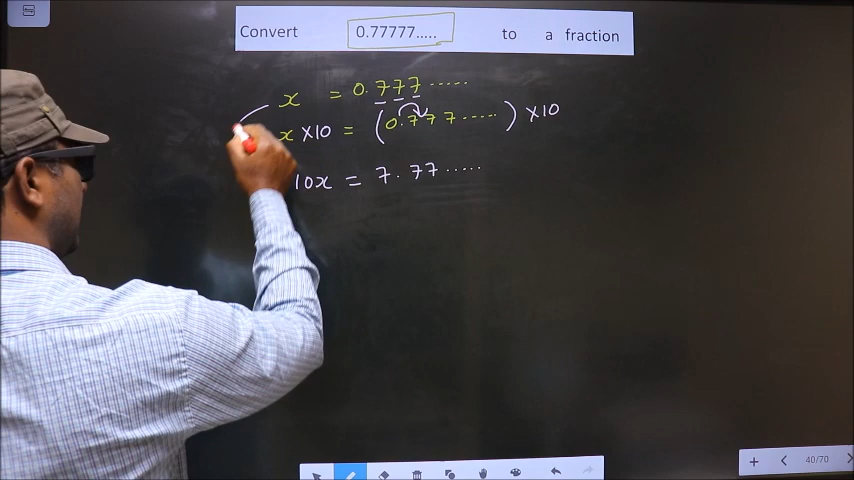 Convert 0.77777..... to a fraction
x = 0.777.....
x ×10 = (0.777.....) ×10
10x = 7.77.....
40/70